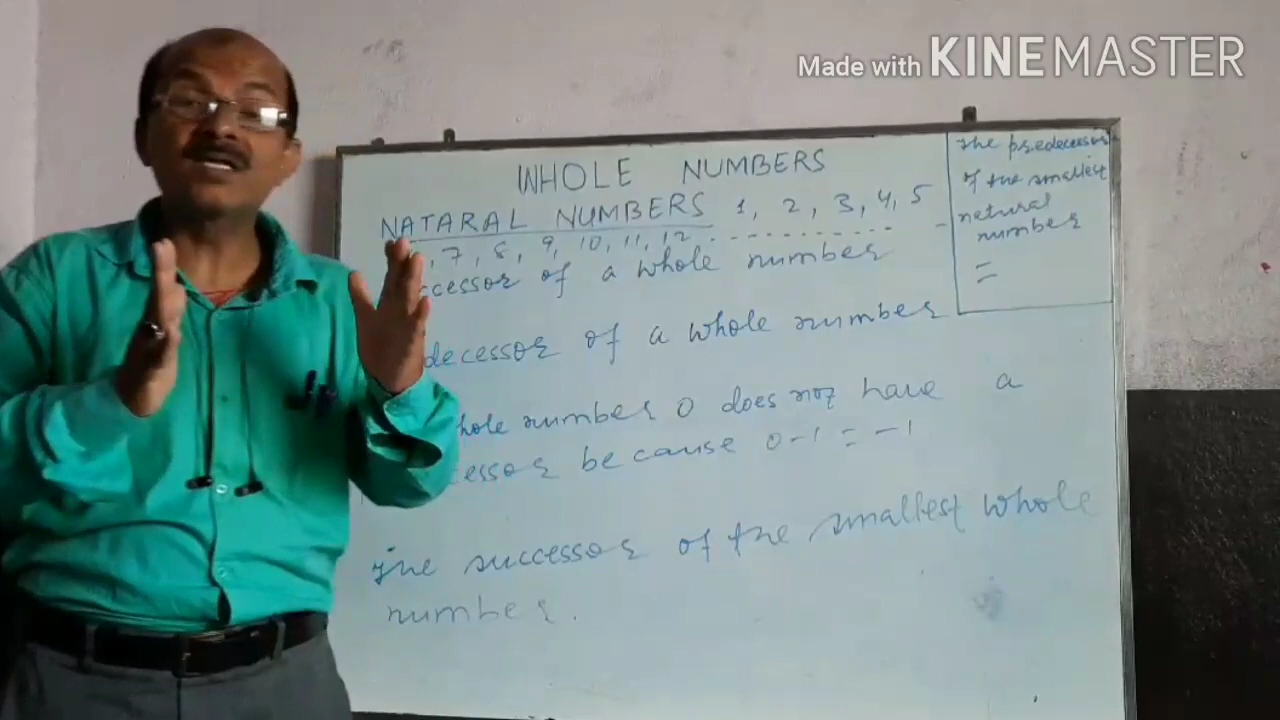 Made with KINEMASTER
WHOLE NUMBERS
NATARAL NUMBERS 1, 2, 3, 4, 5
, 7, 8, 9, 10, 11, 12 - - - - - - - - - -
ccessor of a whole number
decessor of a whole number
hole number 0 does not have a
cessor because 0-1 = -1
The successor of the smallest whole
number.
the predecessor
of the smallest
natural
number
=